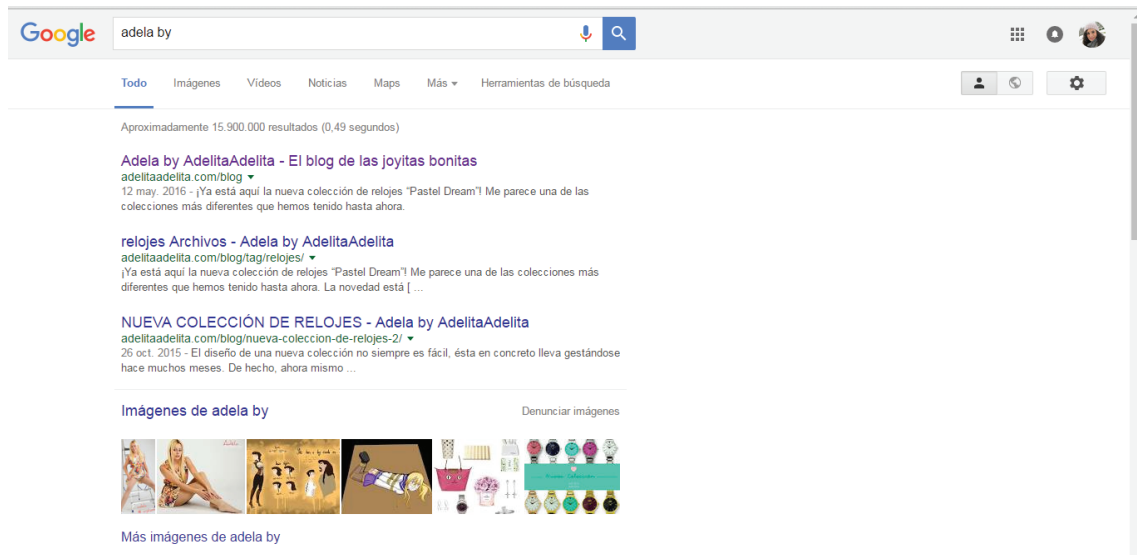 Google
adela by
Todo Imágenes Vídeos Noticias Maps Más Herramientas de búsqueda
Aproximadamente 15.900.000 resultados (0,49 segundos)
Adela by AdelitaAdelita - El blog de las joyitas bonitas
adelitaadelita.com/blog
12 may. 2016 - ¡Ya está aquí la nueva colección de relojes “Pastel Dream”! Me parece una de las
colecciones más diferentes que hemos tenido hasta ahora.
relojes Archivos - Adela by AdelitaAdelita
adelitaadelita.com/blog/tag/relojes/
¡Ya está aquí la nueva colección de relojes “Pastel Dream”! Me parece una de las colecciones más
diferentes que hemos tenido hasta ahora. La novedad está [ ...
NUEVA COLECCIÓN DE RELOJES - Adela by AdelitaAdelita
adelitaadelita.com/blog/nueva-coleccion-de-relojes-2/
26 oct. 2015 - El diseño de una nueva colección no siempre es fácil, ésta en concreto lleva gestándose
hace muchos meses. De hecho, ahora mismo ...
Imágenes de adela by Denunciar imágenes
Más imágenes de adela by